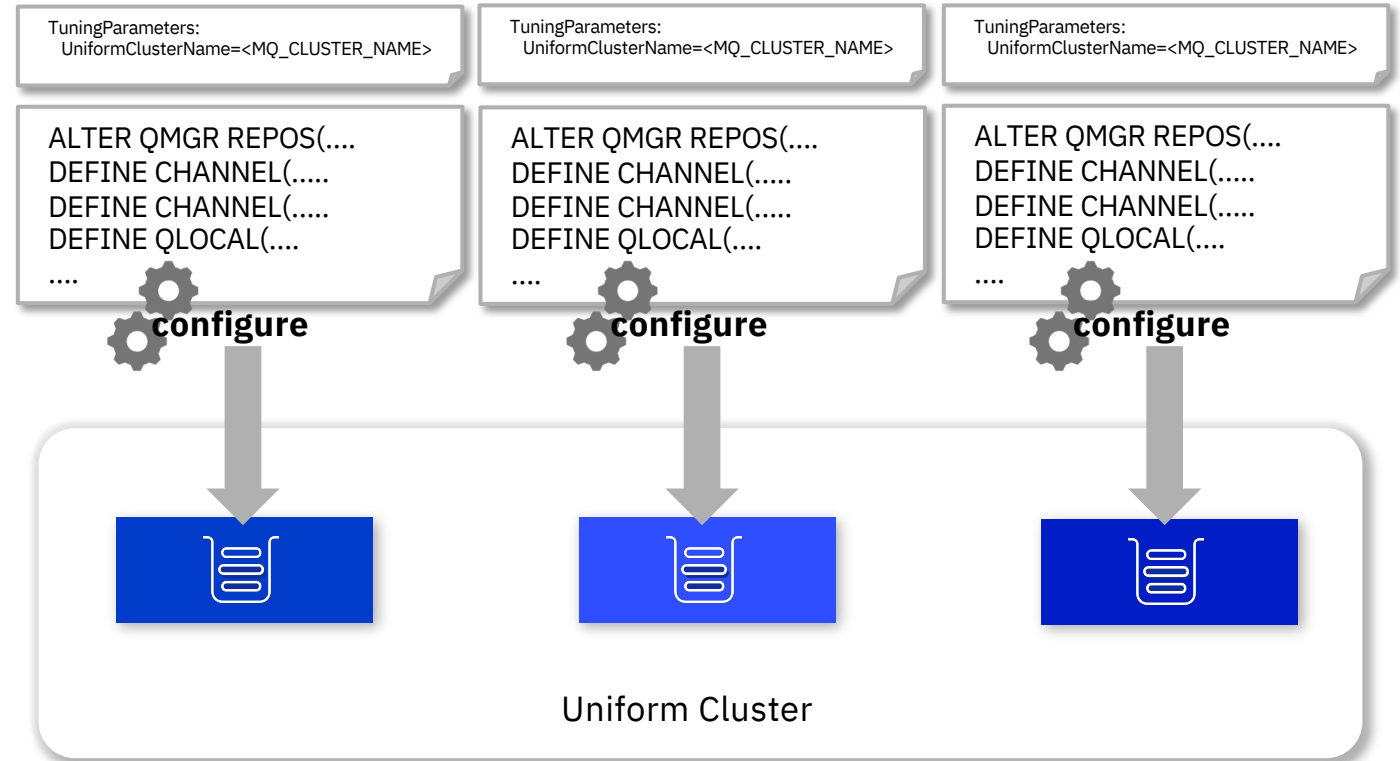 TuningParameters:
UniformClusterName=<MQ_CLUSTER_NAME>
TuningParameters:
UniformClusterName=<MQ_CLUSTER_NAME>
TuningParameters:
UniformClusterName=<MQ_CLUSTER_NAME>
ALTER QMGR REPOS(....
DEFINE CHANNEL(.....
DEFINE CHANNEL(.....
DEFINE QLOCAL(....
....
configure
ALTER QMGR REPOS(....
DEFINE CHANNEL(.....
DEFINE CHANNEL(.....
DEFINE QLOCAL(....
....
configure
ALTER QMGR REPOS(....
DEFINE CHANNEL(.....
DEFINE CHANNEL(.....
DEFINE QLOCAL(....
....
configure
Uniform Cluster